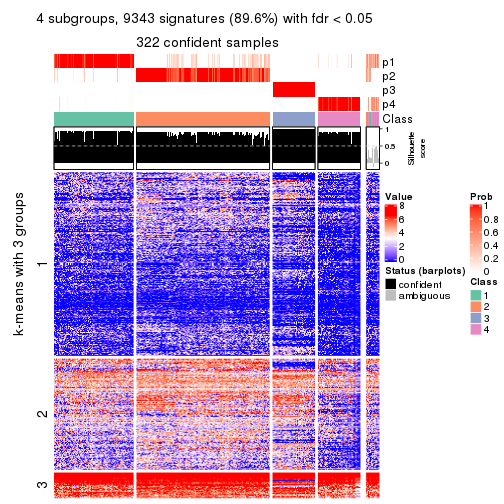 4 subgroups, 9343 signatures (89.6%) with fdr < 0.05
322 confident samples
p1
p2
p3
p4
Class
1
0.5
0
Silhouette
score
k-means with 3 groups
1
2
3
Value
8
6
4
2
0
Status (barplots)
confident
ambiguous
Prob
1
0.8
0.6
0.4
0.2
0
Class
1
2
3
4